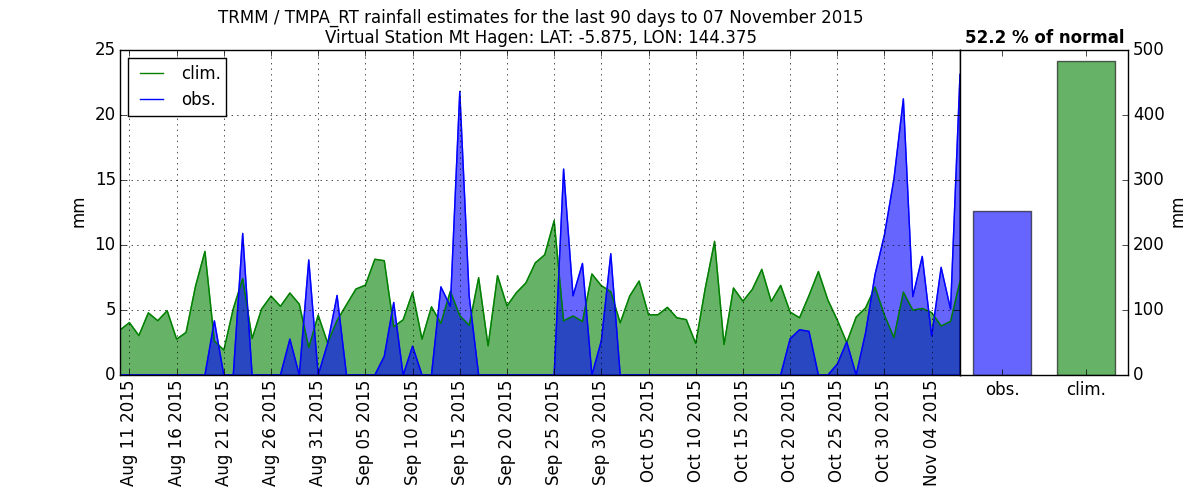 TRMM / TMPA_RT rainfall estimates for the last 90 days to 07 November 2015
Virtual Station Mt Hagen: LAT: -5.875, LON: 144.375
52.2 % of normal
clim.
obs.
25
20
15
10
5
0
mm
Aug 11 2015
Aug 16 2015
Aug 21 2015
Aug 26 2015
Aug 31 2015
Sep 05 2015
Sep 10 2015
Sep 15 2015
Sep 20 2015
Sep 25 2015
Sep 30 2015
Oct 05 2015
Oct 10 2015
Oct 15 2015
Oct 20 2015
Oct 25 2015
Oct 30 2015
Nov 04 2015
500
400
300
200
100
0
mm
obs.
clim.